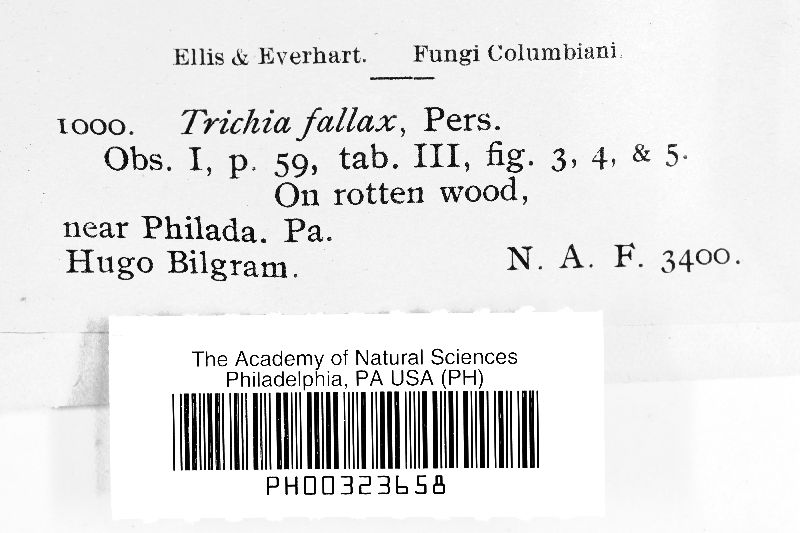 Ellis & Everhart. Fungi Columbiani.
1000. Trichia fallax, Pers.
Obs. I, p. 59, tab. III, fig. 3, 4, & 5.
On rotten wood,
near Philada. Pa.
Hugo Bilgram. N. A. F. 3400.
The Academy of Natural Sciences
Philadelphia, PA USA (PH)
PH00323658